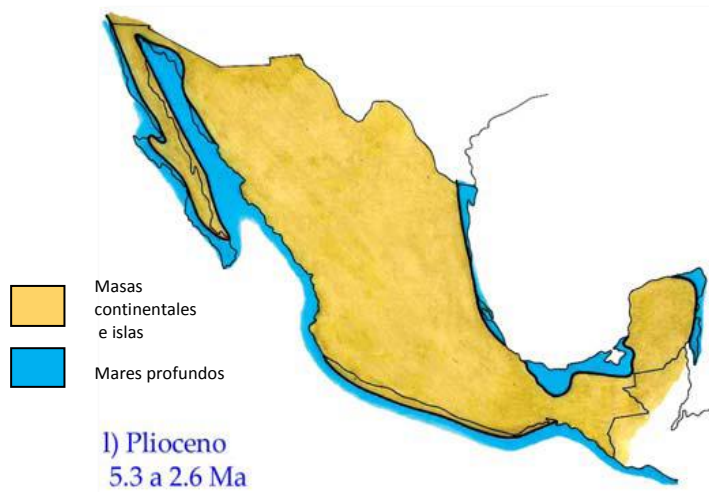 Masas
continentales
e islas
Mares profundos
l) Plioceno
5.3 a 2.6 Ma